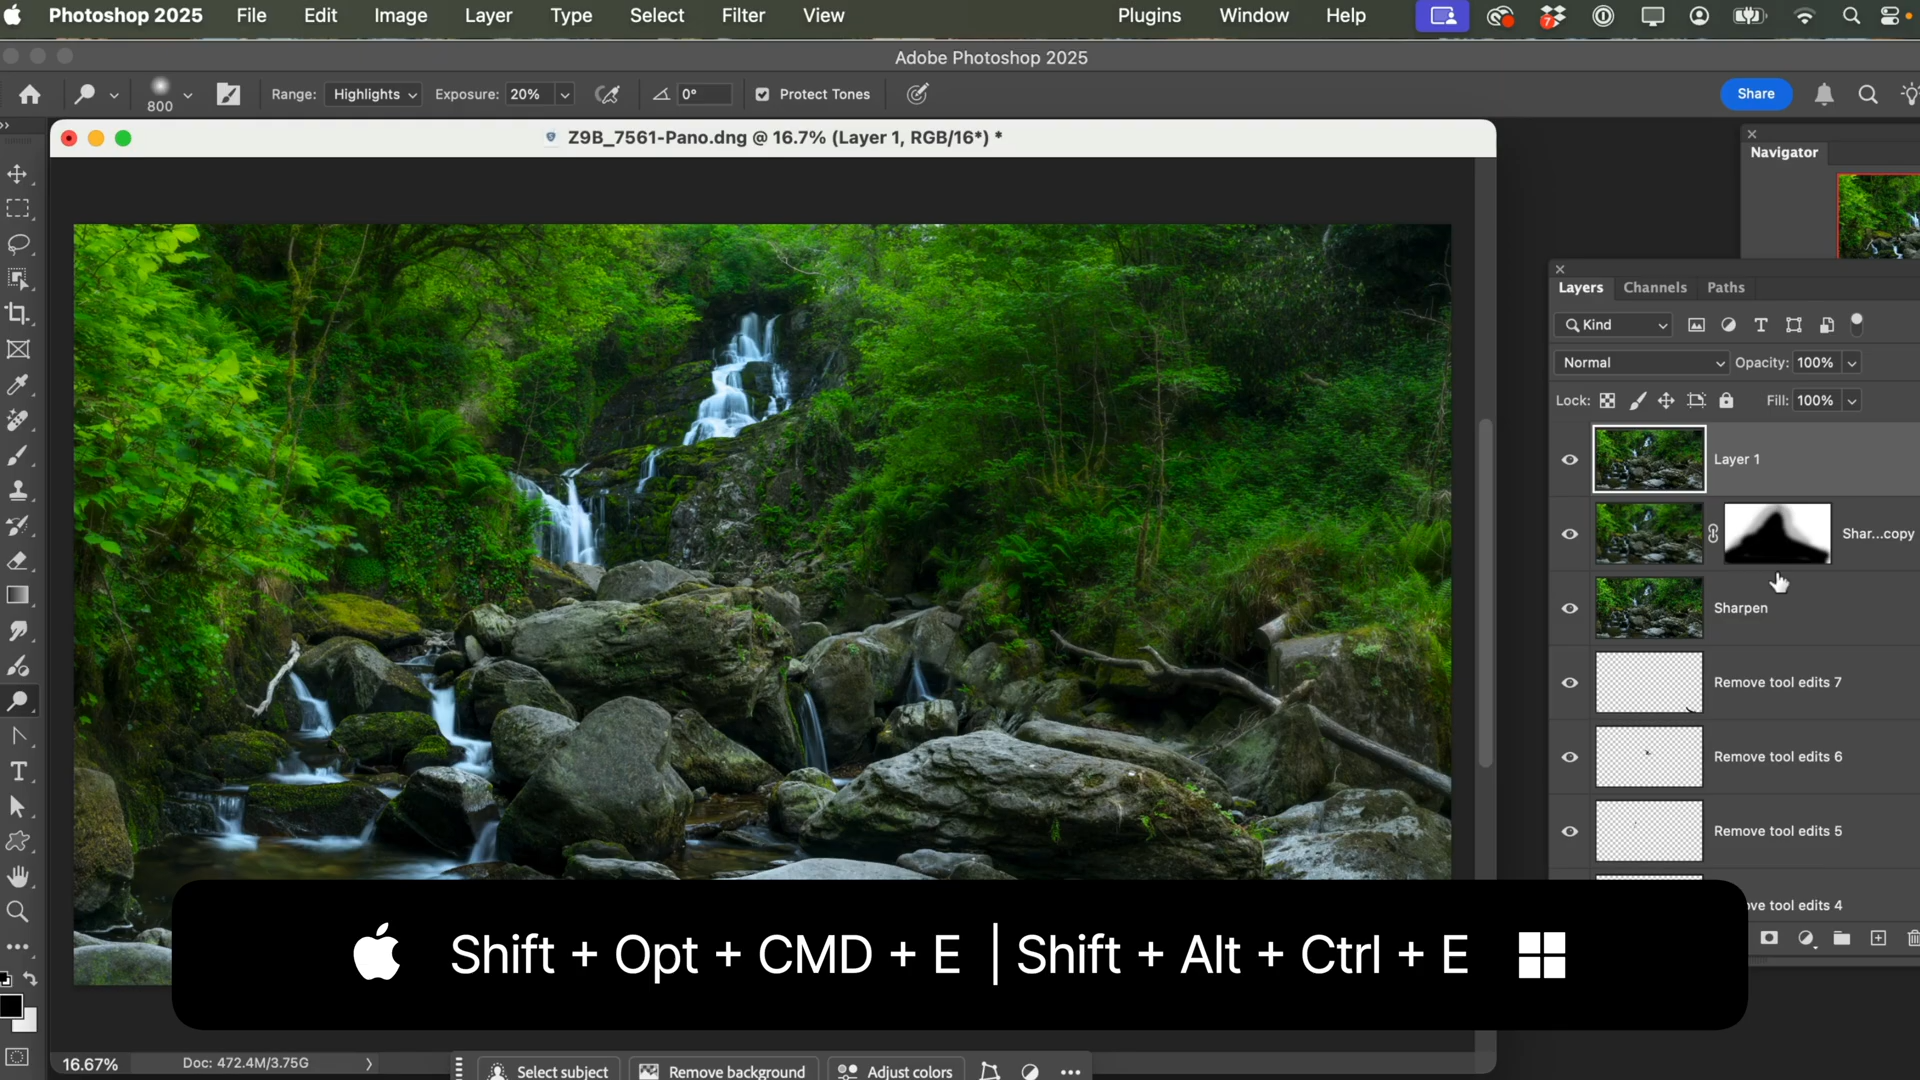 Photoshop 2025 File Edit Image Layer Type Select Filter View Plugins Window Help
7
Adobe Photoshop 2025
800 Range: Highlights Exposure: 20% 0° Protect Tones Share
Z9B_7561-Pano.dng @ 16.7% (Layer 1, RGB/16*) *
Navigator
Layers Channels Paths
Kind
Normal Opacity: 100%
Lock: Fill: 100%
Layer 1
Shar...copy
Sharpen
Remove tool edits 7
Remove tool edits 6
Remove tool edits 5
ve tool edits 4
Shift + Opt + CMD + E | Shift + Alt + Ctrl + E
16.67% Doc: 472.4M/3.75G
Select subject Remove background Adjust colors